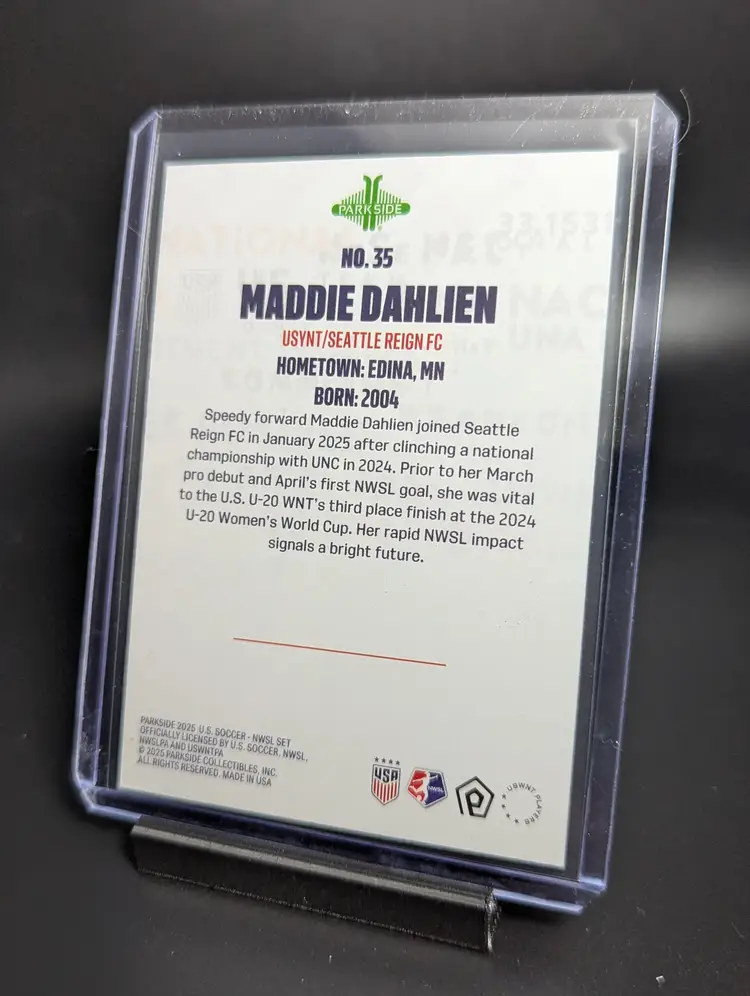 PARKSIDE
NO. 35
MADDIE DAHLIEN
USYNT/SEATTLE REIGN FC
HOMETOWN: EDINA, MN
BORN: 2004
Speedy forward Maddie Dahlien joined Seattle
Reign FC in January 2025 after clinching a national
championship with UNC in 2024. Prior to her March
pro debut and April's first NWSL goal, she was vital
to the U.S. U-20 WNT's third place finish at the 2024
U-20 Women's World Cup. Her rapid NWSL impact
signals a bright future.
PARKSIDE 2025 U.S. SOCCER - NWSL SET
OFFICIALLY LICENSED BY U.S. SOCCER, NWSL,
NWSLPA AND USWNTPA
© 2025 PARKSIDE COLLECTIBLES, INC.
ALL RIGHTS RESERVED. MADE IN USA
USA
NWSL
P
USWNT PLAYERS